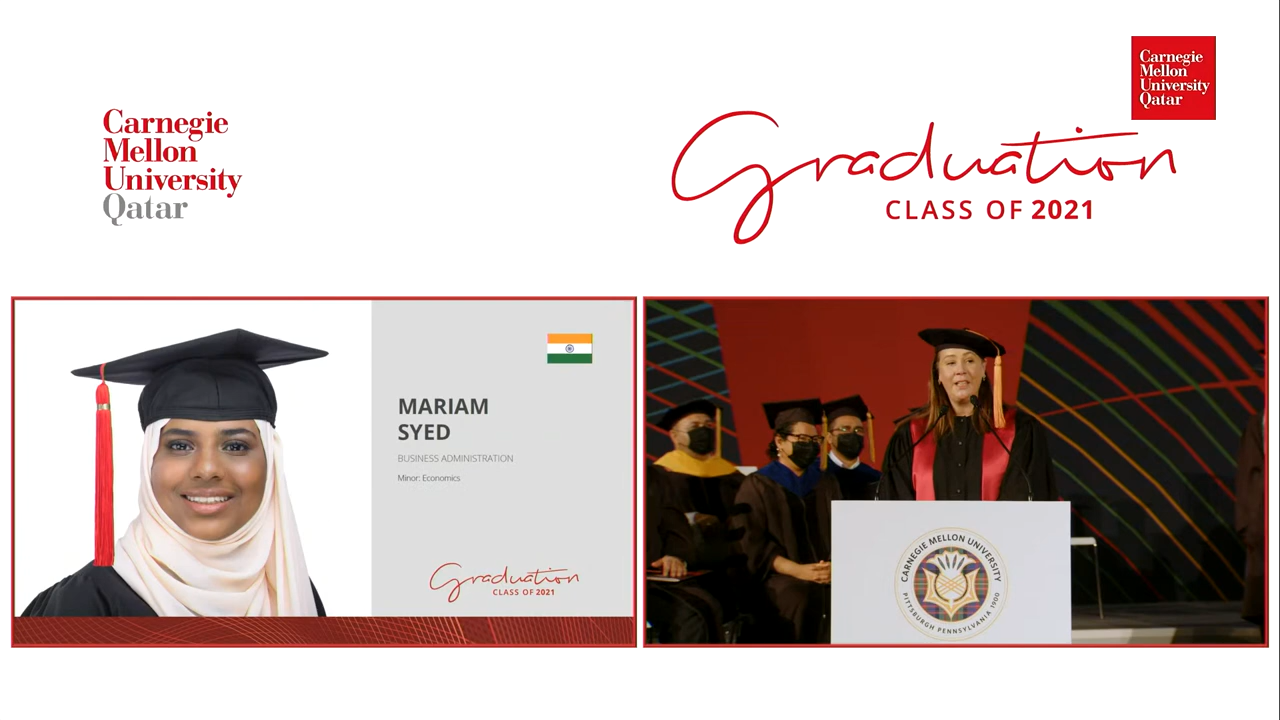 Carnegie
Mellon
University
Qatar
Carnegie
Mellon
University
Qatar
Graduation
CLASS OF 2021
MARIAM
SYED
BUSINESS ADMINISTRATION
Minor: Economics
Graduation
CLASS OF 2021
CARNEGIE MELLON UNIVERSITY
PITTSBURGH PENNSYLVANIA 1900